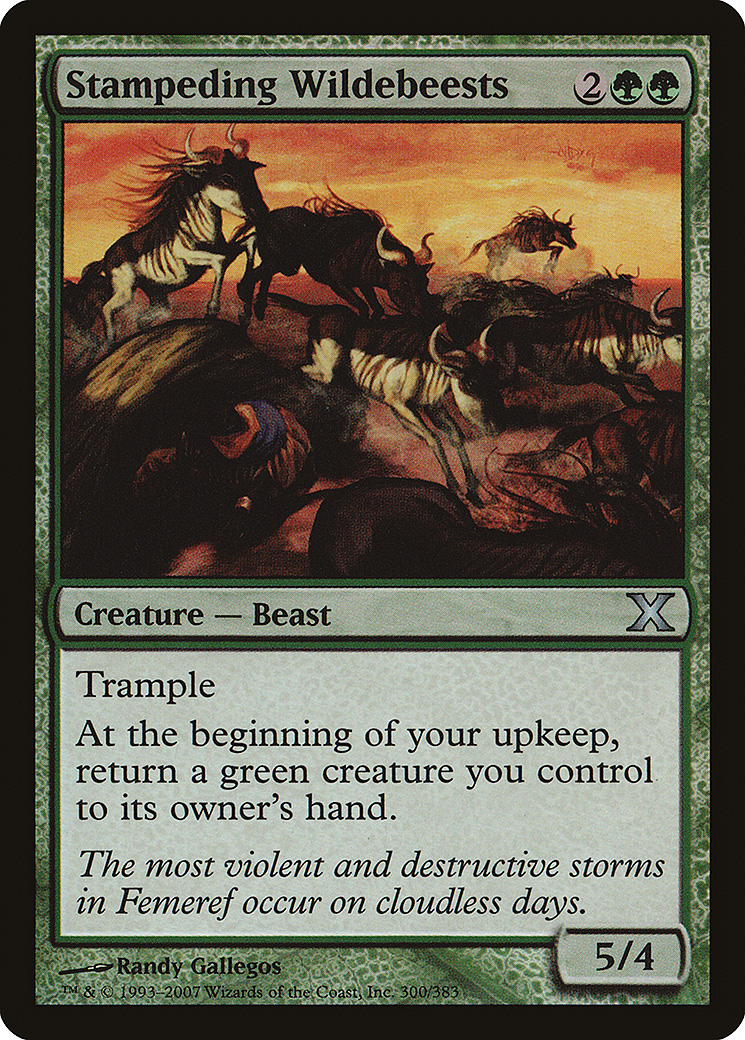 Stampeding Wildebeests 2
Creature — Beast
Trample
At the beginning of your upkeep,
return a green creature you control
to its owner's hand.
The most violent and destructive storms
in Femeref occur on cloudless days.
5/4
Randy Gallegos
™ & © 1993–2007 Wizards of the Coast, Inc. 300/383